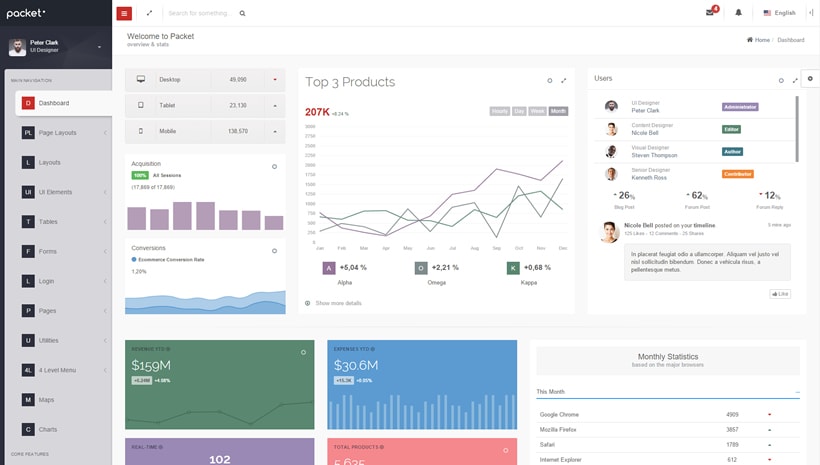 packet
Search for something...
4
English
Peter Clark
UI Designer
Welcome to Packet
overview & stats
Home / Dashboard
MAIN NAVIGATION
D Dashboard
PL Page Layouts
L Layouts
UI UI Elements
T Tables
F Forms
L Login
P Pages
U Utilities
4L 4 Level Menu
M Maps
C Charts
CORE FEATURES
Desktop 49,090
Tablet 23,130
Mobile 138,570
Acquisition
100% All Sessions
(17,869 of 17,869)
Conversions
Ecommerce Conversion Rate
1,20%
Top 3 Products
207K +8,24 %
Hourly Day Week Month
3000
2750
2500
2250
2000
1750
1500
1250
1000
750
500
250
0
Jan Feb Mar Apr May Jun Jul Aug Sep Oct Nov Dec
A +5,04 %
Alpha
O +2,21 %
Omega
K +0,68 %
Kappa
Show more details
Users
UI Designer
Peter Clark
Administrator
Content Designer
Nicole Bell
Editor
Visual Designer
Steven Thompson
Author
Senior Designer
Kenneth Ross
Contributor
26%
Blog Post
62%
Forum Post
12%
Forum Reply
Nicole Bell posted on your timeline
5 mins ago
125 Likes - 12 Comments - 25 Shares
In placerat feugiat odio a ullamcorper. Aliquam vel justo vel
nisl sollicitudin bibendum. Donec a vehicula risus, a
pellentesque metus.
Like
REVENUE YTD
$159M
+4.98%
EXPENSES YTD
$30.6M
+15,3K +0.05%
REAL-TIME
102
TOTAL PRODUCTS
5,625
Monthly Statistics
based on the major browsers
This Month
Google Chrome 4909
Mozilla Firefox 3857
Safari 1789
Internet Explorer 612